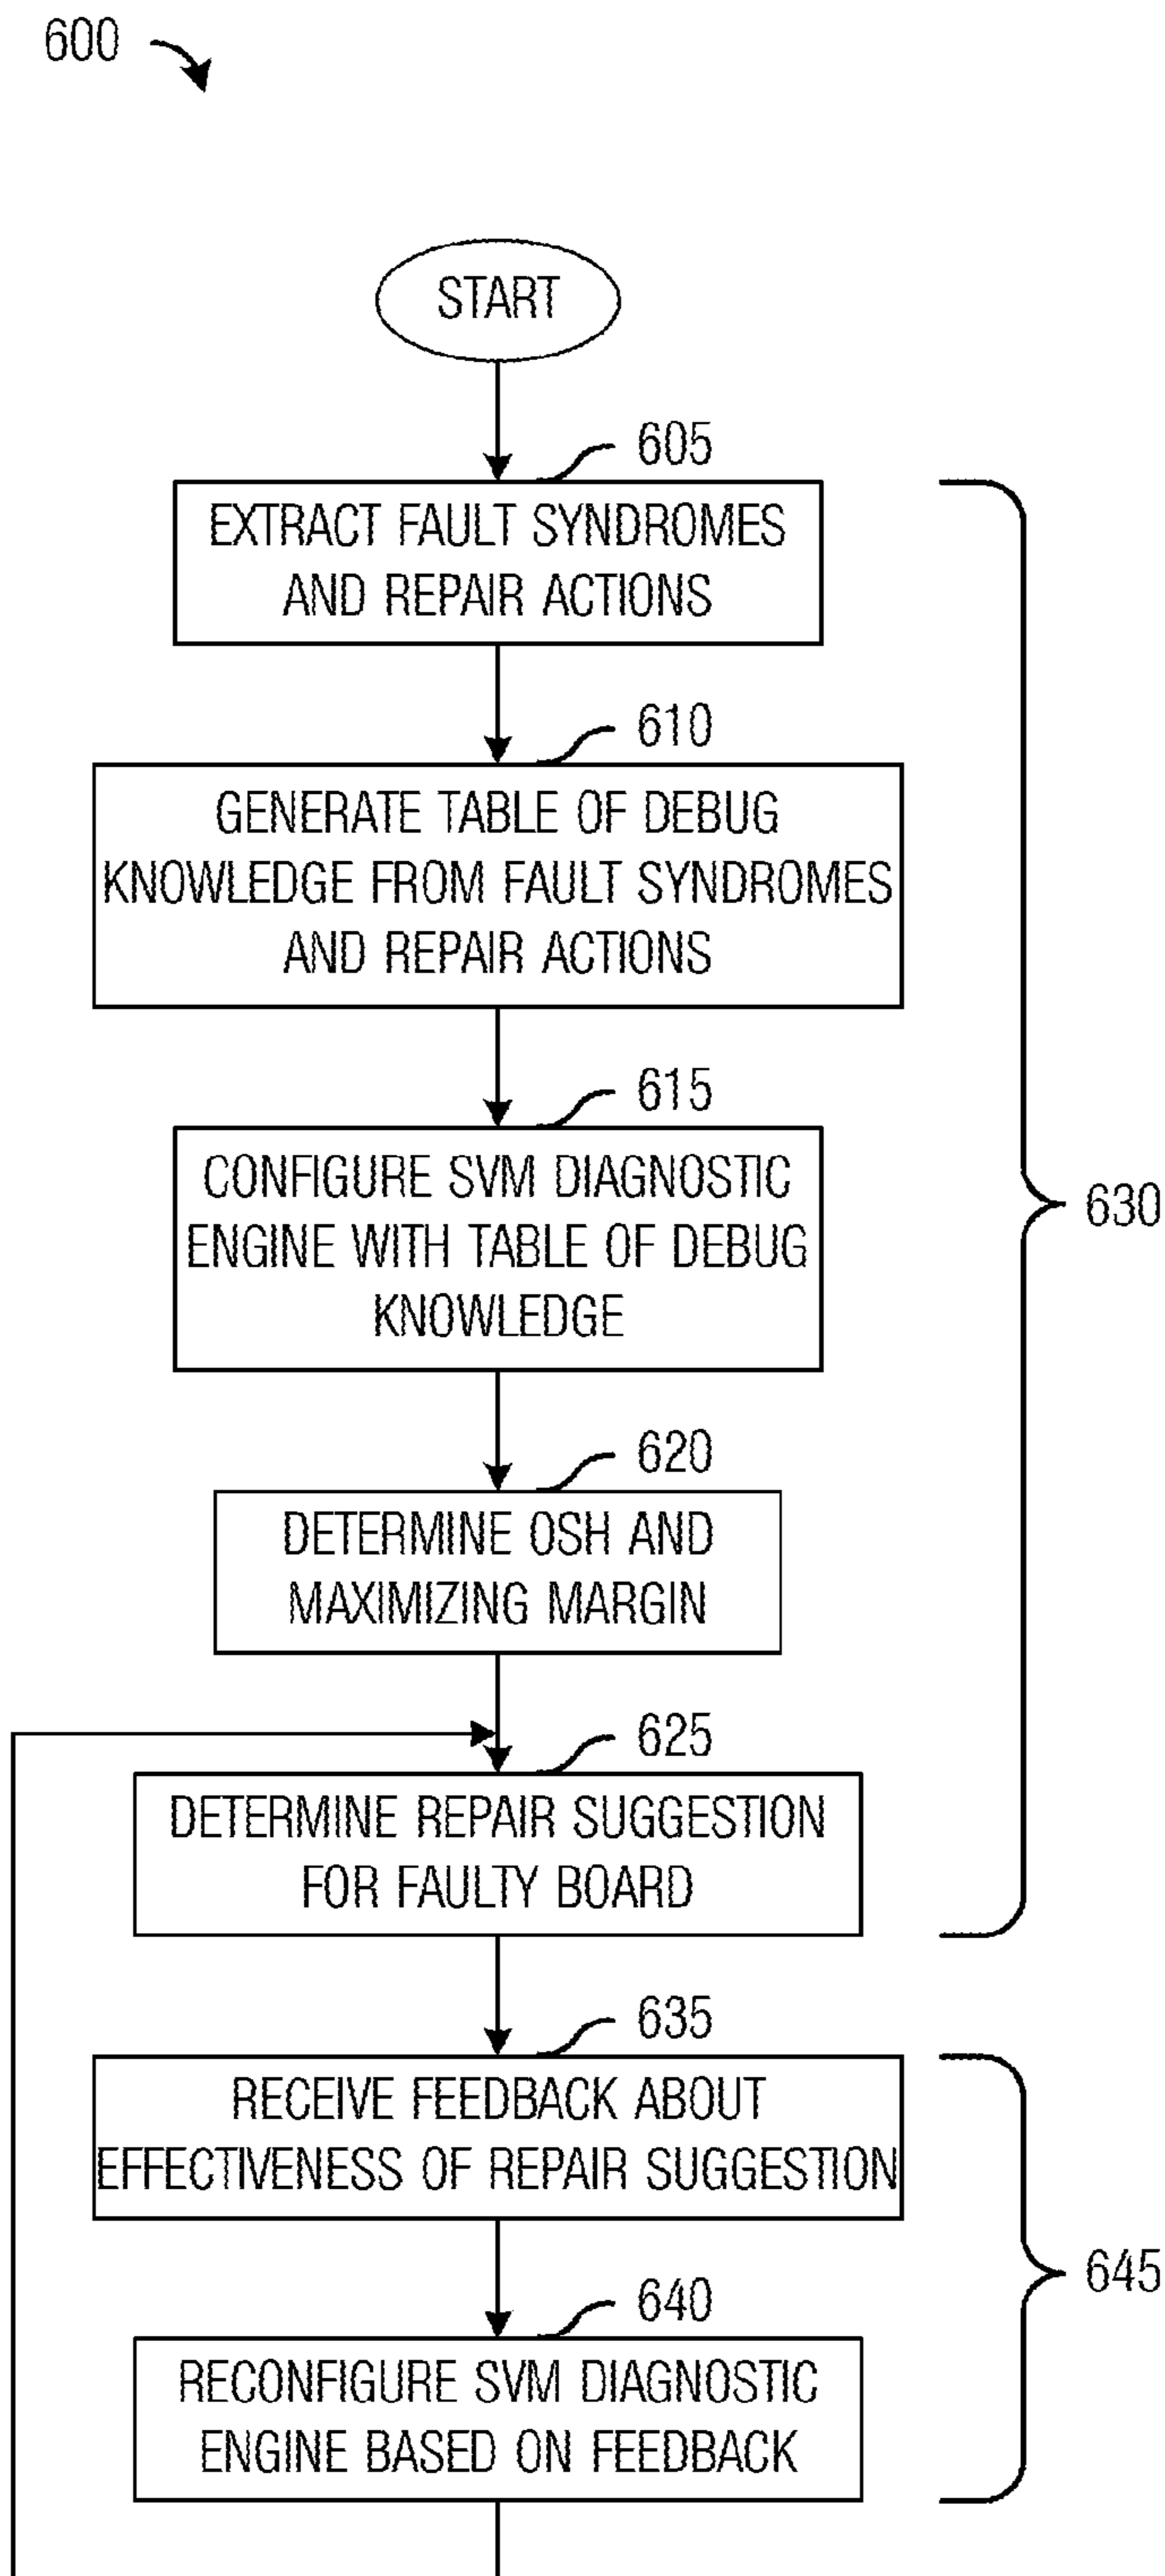 600
START
605
EXTRACT FAULT SYNDROMES
AND REPAIR ACTIONS
610
GENERATE TABLE OF DEBUG
KNOWLEDGE FROM FAULT SYNDROMES
AND REPAIR ACTIONS
615
CONFIGURE SVM DIAGNOSTIC
ENGINE WITH TABLE OF DEBUG
KNOWLEDGE
630
620
DETERMINE OSH AND
MAXIMIZING MARGIN
625
DETERMINE REPAIR SUGGESTION
FOR FAULTY BOARD
635
RECEIVE FEEDBACK ABOUT
EFFECTIVENESS OF REPAIR SUGGESTION
645
640
RECONFIGURE SVM DIAGNOSTIC
ENGINE BASED ON FEEDBACK